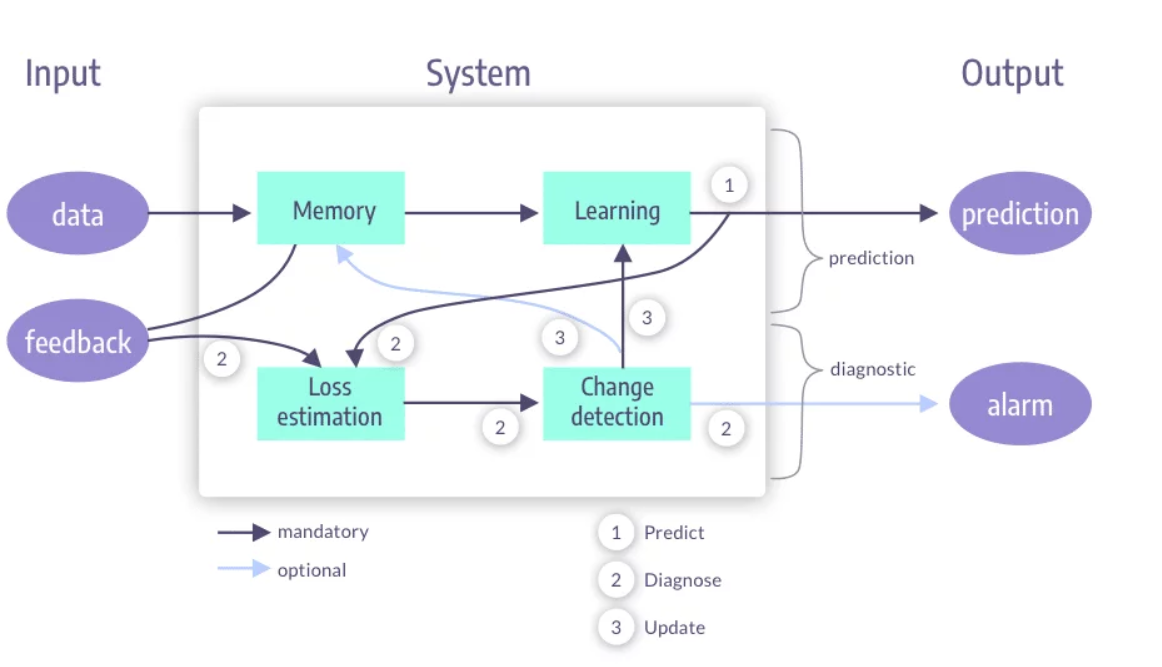 Input
System
Output
data
Memory
Learning
1
prediction
prediction
feedback
2
2
3
3
Loss
estimation
Change
detection
diagnostic
alarm
2
2
mandatory
optional
1 Predict
2 Diagnose
3 Update